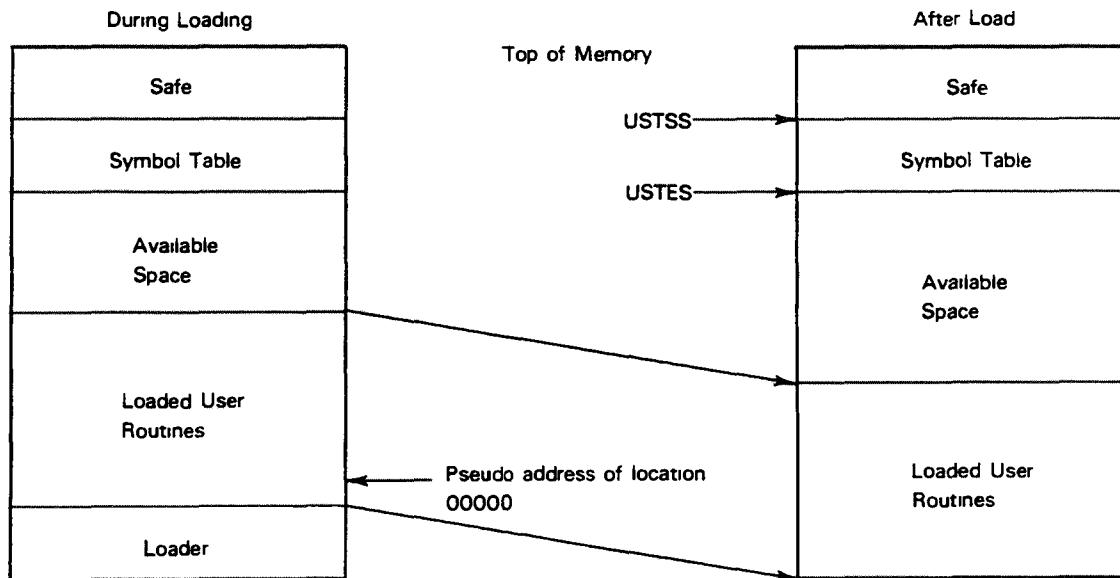 During Loading
Safe
Symbol Table
Available
Space
Loaded User
Routines
Loader
Top of Memory
USTSS
USTES
Pseudo address of location
00000
After Load
Safe
Symbol Table
Available
Space
Loaded User
Routines